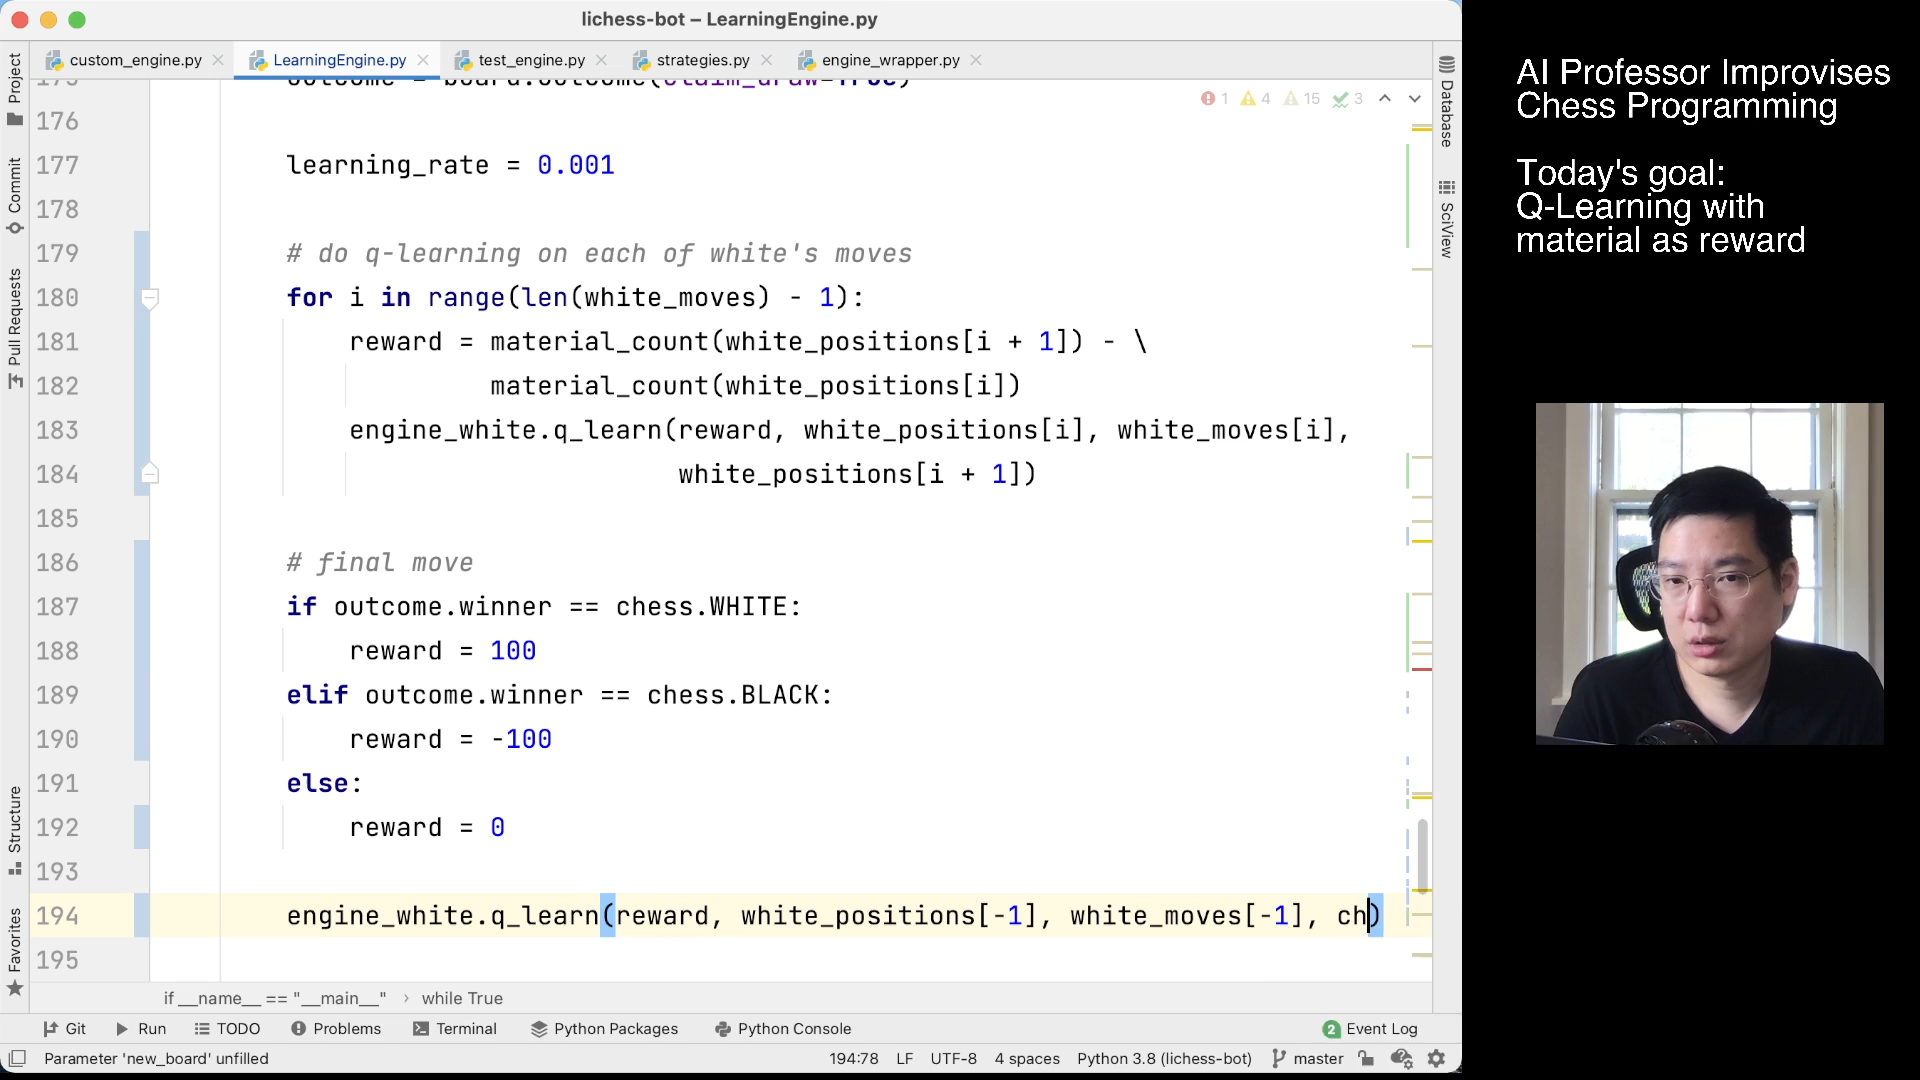 lichess-bot – LearningEngine.py
custom_engine.py
LearningEngine.py
test_engine.py
strategies.py
engine_wrapper.py
175 outcome = board.outcome(claim_draw=True)
1 4 15 3
176
177 learning_rate = 0.001
178
179 # do q-learning on each of white's moves
180 for i in range(len(white_moves) - 1):
181 reward = material_count(white_positions[i + 1]) - \
182 material_count(white_positions[i])
183 engine_white.q_learn(reward, white_positions[i], white_moves[i],
184 white_positions[i + 1])
185
186 # final move
187 if outcome.winner == chess.WHITE:
188 reward = 100
189 elif outcome.winner == chess.BLACK:
190 reward = -100
191 else:
192 reward = 0
193
194 engine_white.q_learn(reward, white_positions[-1], white_moves[-1], ch)
195
if __name__ == "__main__" › while True
Git Run TODO Problems Terminal Python Packages Python Console 2 Event Log
Parameter 'new_board' unfilled 194:78 LF UTF-8 4 spaces Python 3.8 (lichess-bot) master
Project
Commit
Pull Requests
Structure
Favorites
Database
SciView
AI Professor Improvises
Chess Programming
Today's goal:
Q-Learning with
material as reward